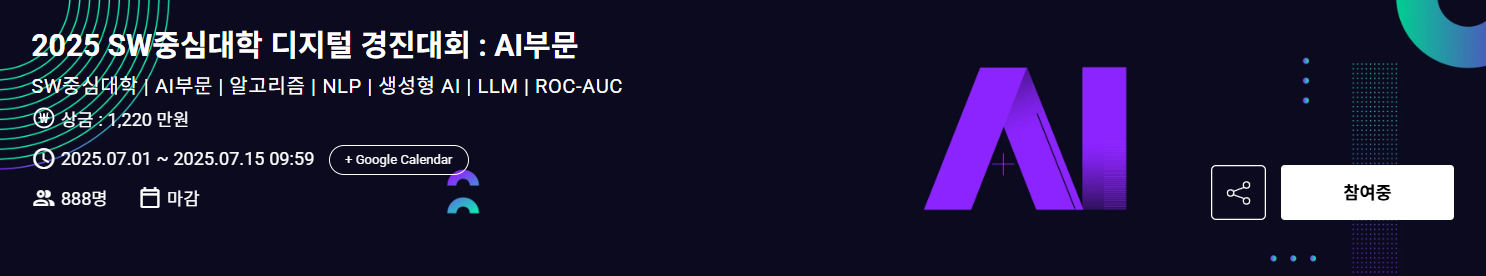 2025 SW중심대학 디지털 경진대회 : AI부문
SW중심대학 | AI부문 | 알고리즘 | NLP | 생성형 AI | LLM | ROC-AUC
₩ 상금 : 1,220 만원
2025.07.01 ~ 2025.07.15 09:59 + Google Calendar
888명 마감
AI
참여중